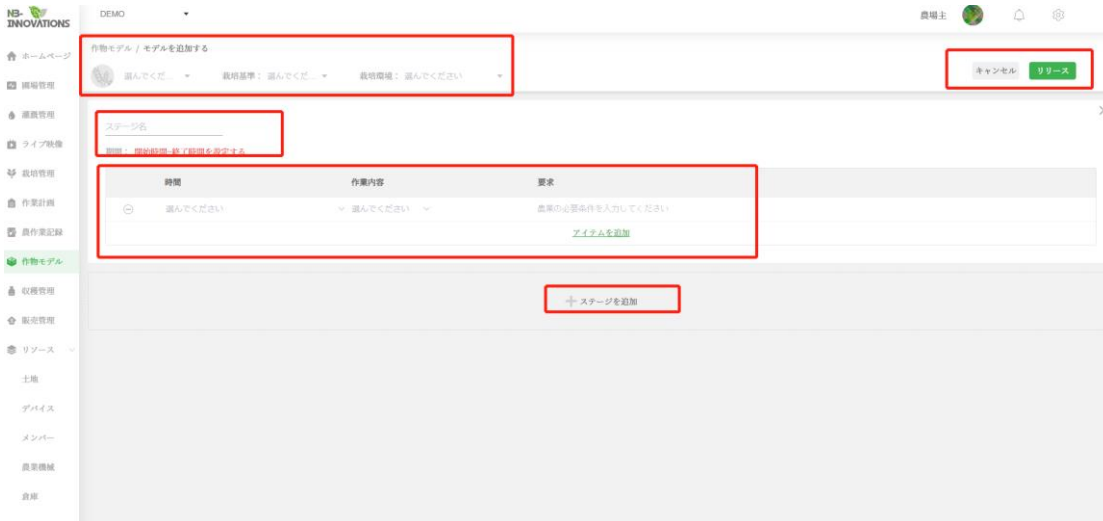 NB-
INNOVATIONS
DEMO
農場主
ホームページ
圃場管理
灌漑管理
ライブ映像
栽培管理
作業計画
農作業記録
作物モデル
収穫管理
販売管理
リソース
土地
デバイス
メンバー
農業機械
倉庫
作物モデル / モデルを追加する
選んでくだ... 栽培基準： 選んでくだ... 栽培環境： 選んでください
キャンセル リリース
ステージ名
期間： 開始時間-終了時間を設定する
時間 作業内容 要求
選んでください 選んでください 農業の必要条件を入力してください
アイテムを追加
ステージを追加